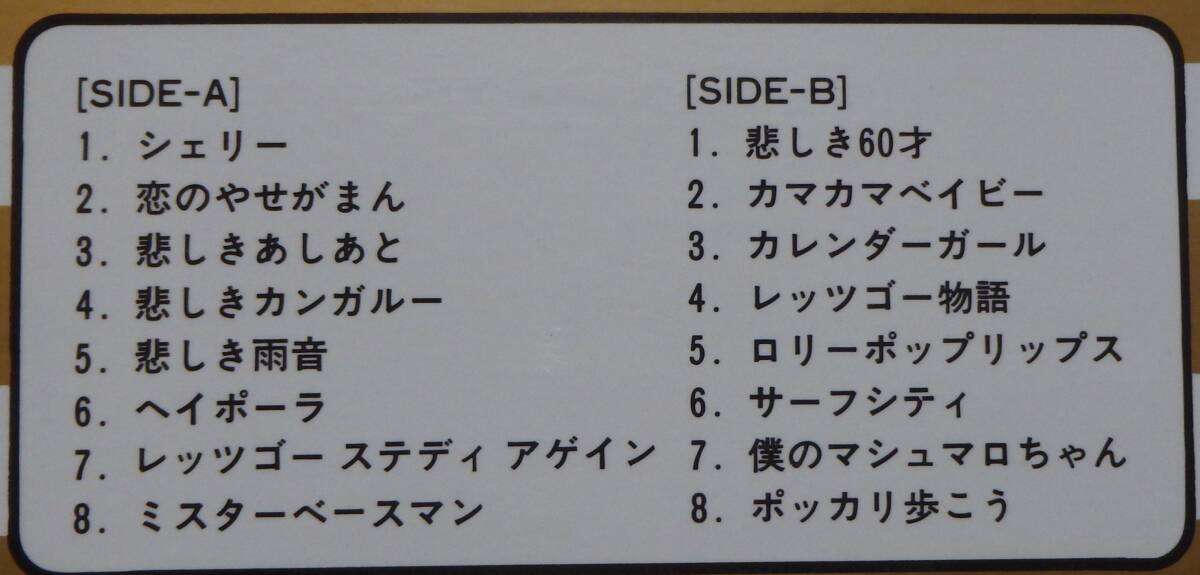 [SIDE-A]
1. シェリー
2. 恋のやせがまん
3. 悲しきあしあと
4. 悲しきカンガルー
5. 悲しき雨音
6. ヘイポーラ
7. レッツゴー ステディ アゲイン
8. ミスターベースマン
[SIDE-B]
1. 悲しき60才
2. カマカマベイビー
3. カレンダーガール
4. レッツゴー物語
5. ロリーポップリップス
6. サーフシティ
7. 僕のマシュマロちゃん
8. ポッカリ歩こう